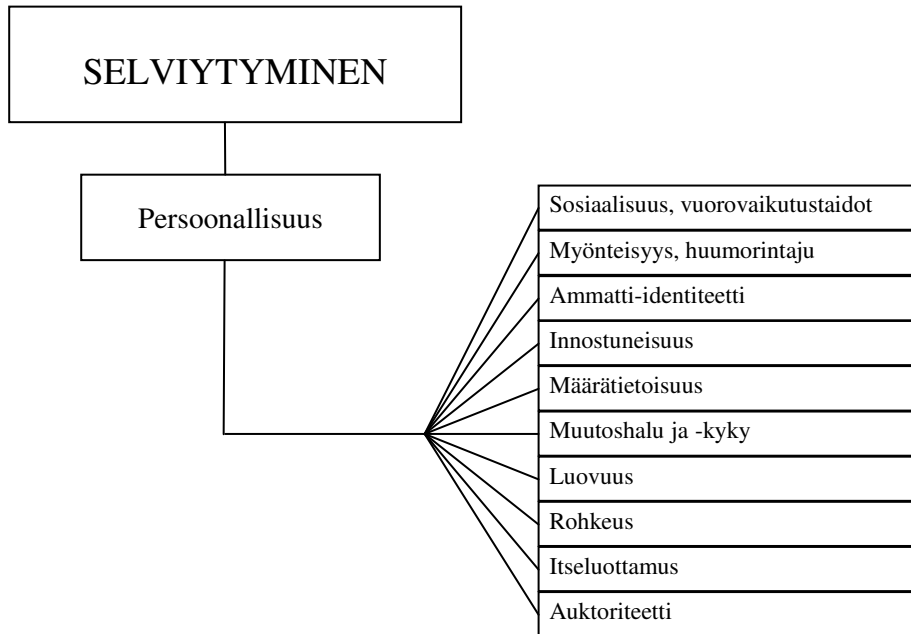 SELVIYTYMINEN
Persoonallisuus
Sosiaalisuus, vuorovaikutustaidot
Myönteisyys, huumorintaju
Ammatti-identiteetti
Innostuneisuus
Määrätietoisuus
Muutoshalu ja -kyky
Luovuus
Rohkeus
Itseluottamus
Auktoriteetti